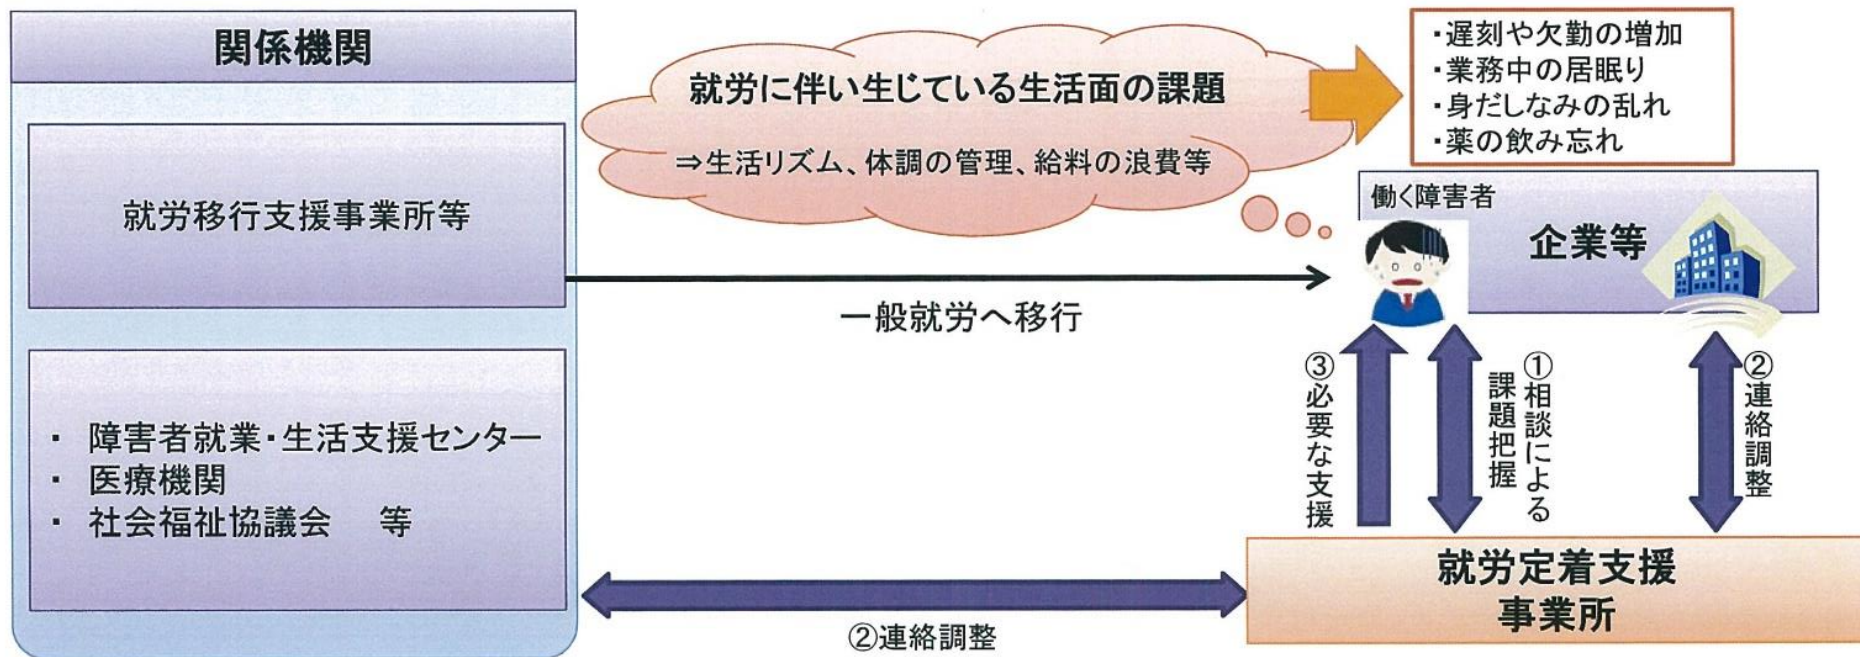 関係機関
就労移行支援事業所等
・ 障害者就業・生活支援センター
・ 医療機関
・ 社会福祉協議会 等
就労に伴い生じている生活面の課題
⇒生活リズム、体調の管理、給料の浪費等
・遅刻や欠勤の増加
・業務中の居眠り
・身だしなみの乱れ
・薬の飲み忘れ
働く障害者
企業等
一般就労へ移行
③必要な支援
①相談による
課題把握
②連絡調整
就労定着支援
事業所
②連絡調整